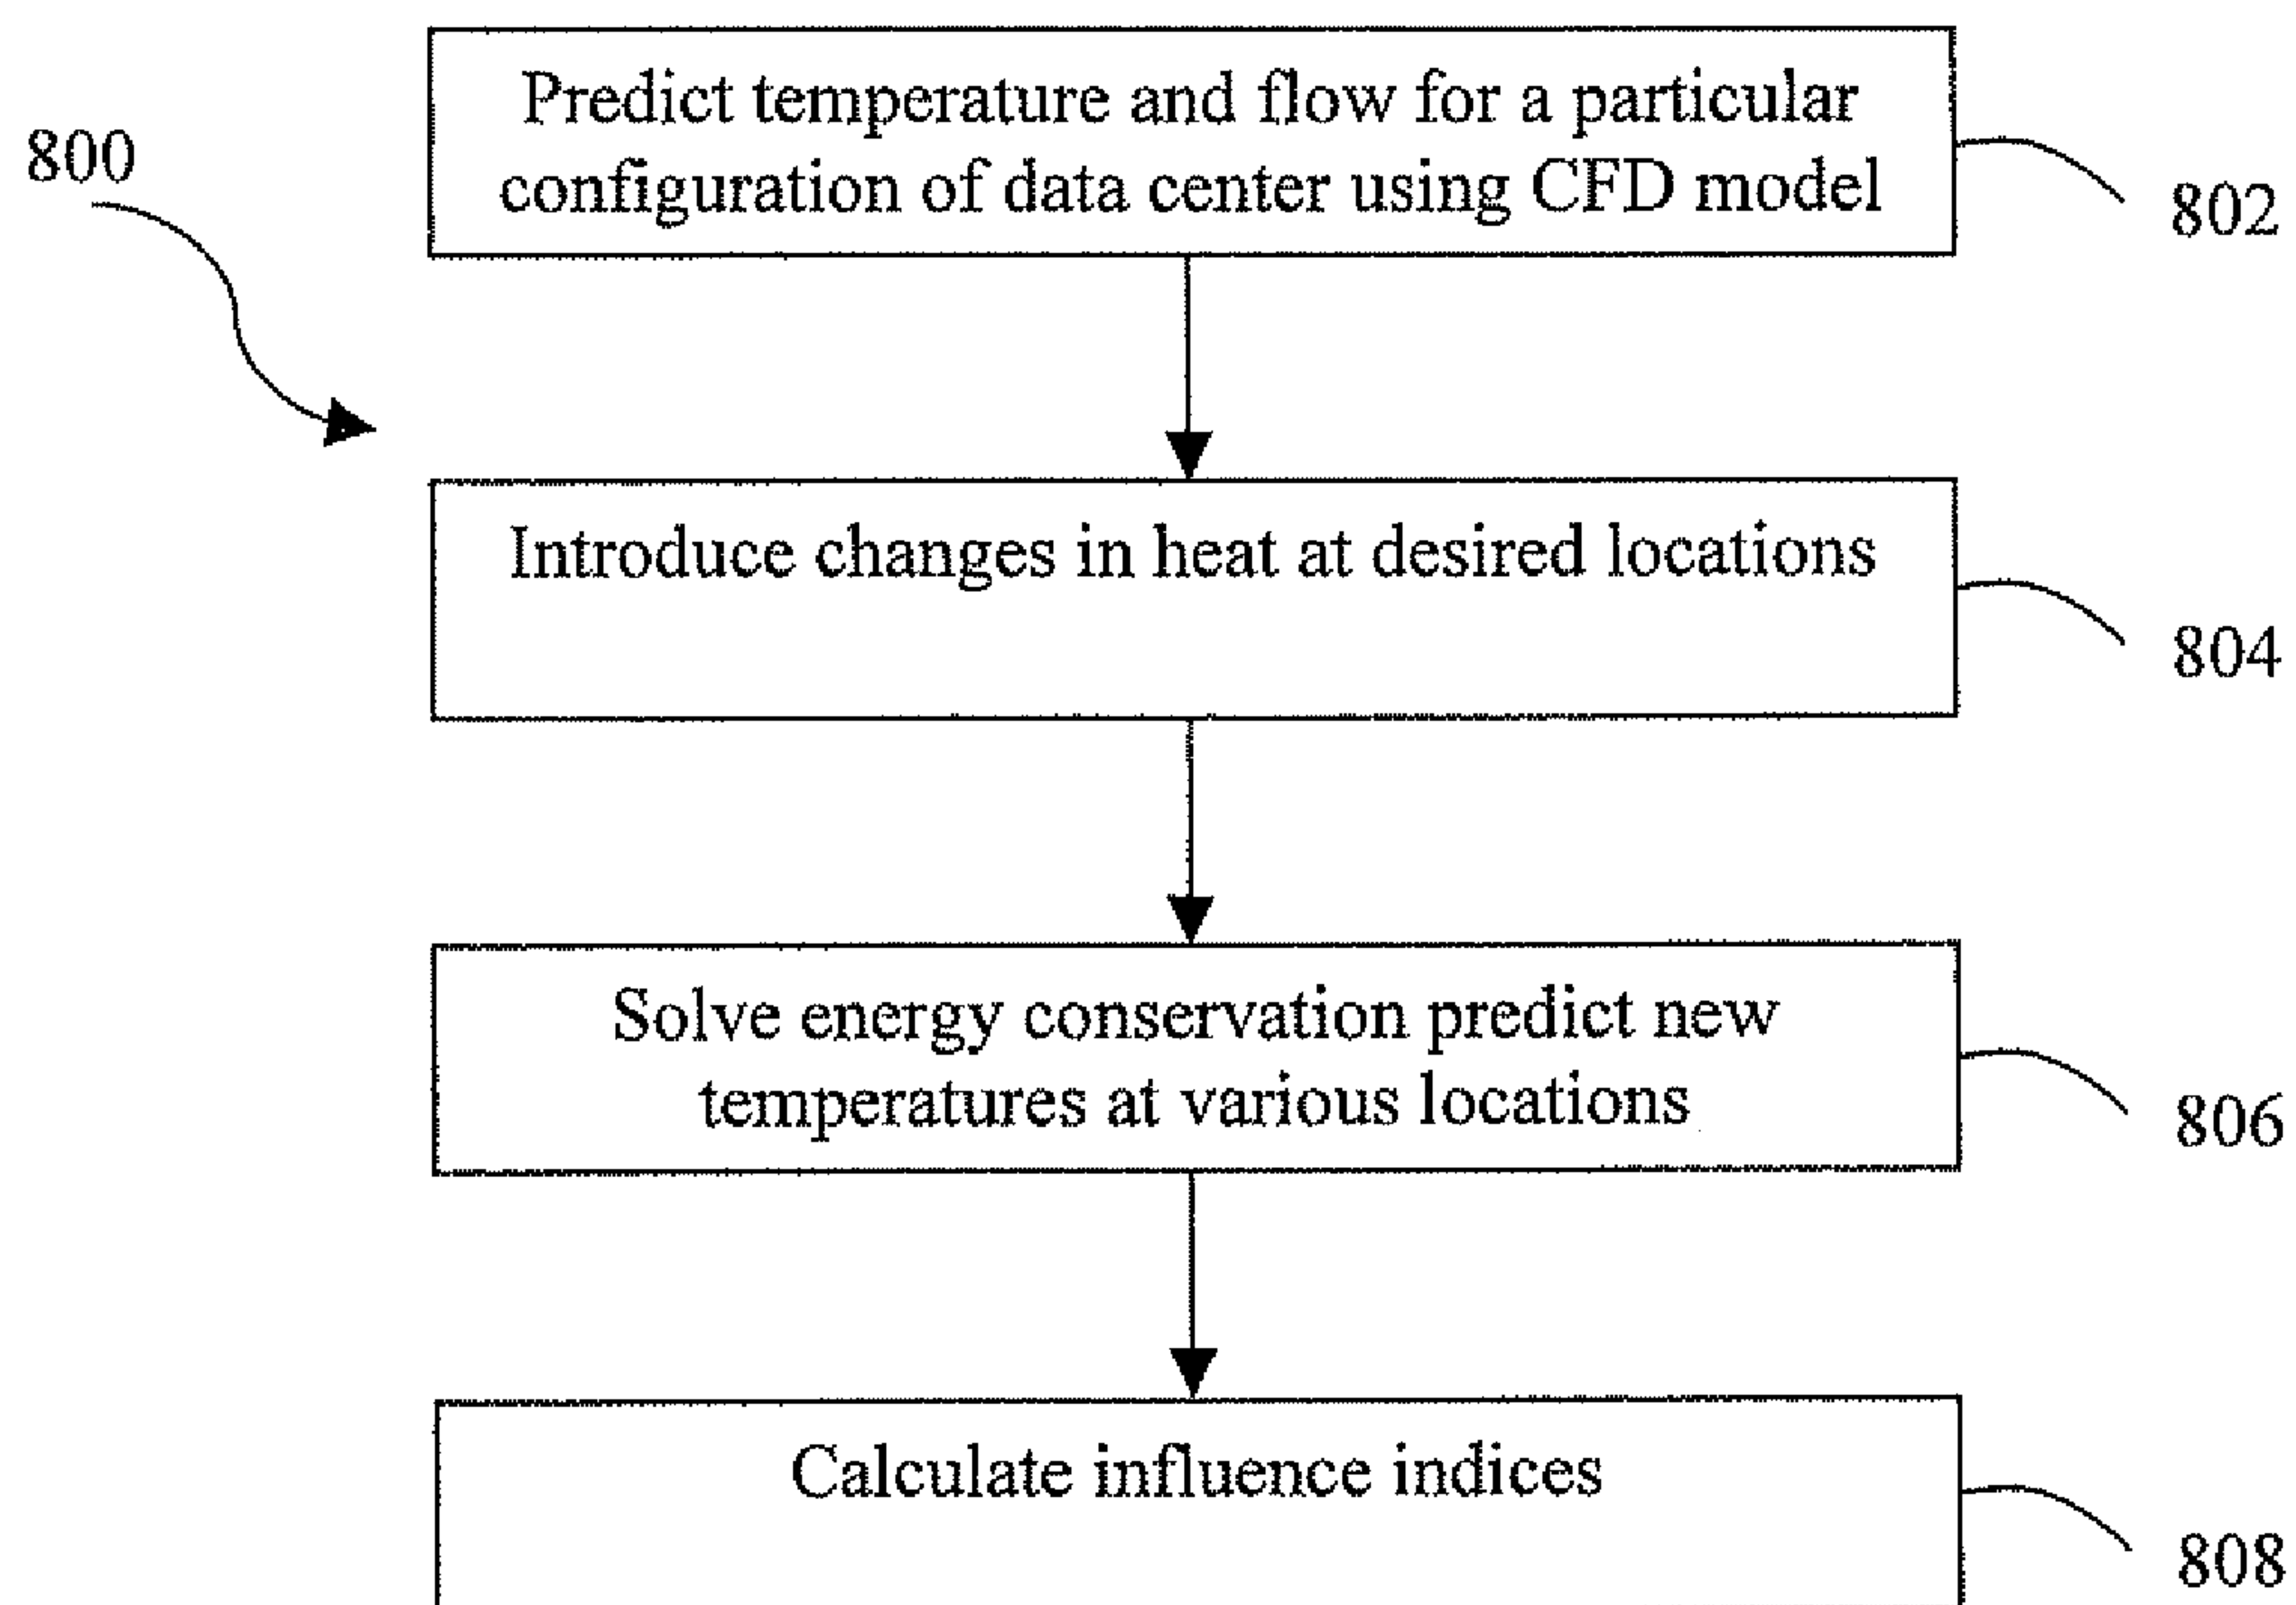 800
Predict temperature and flow for a particular
configuration of data center using CFD model
802
Introduce changes in heat at desired locations
804
Solve energy conservation predict new
temperatures at various locations
806
Calculate influence indices
808